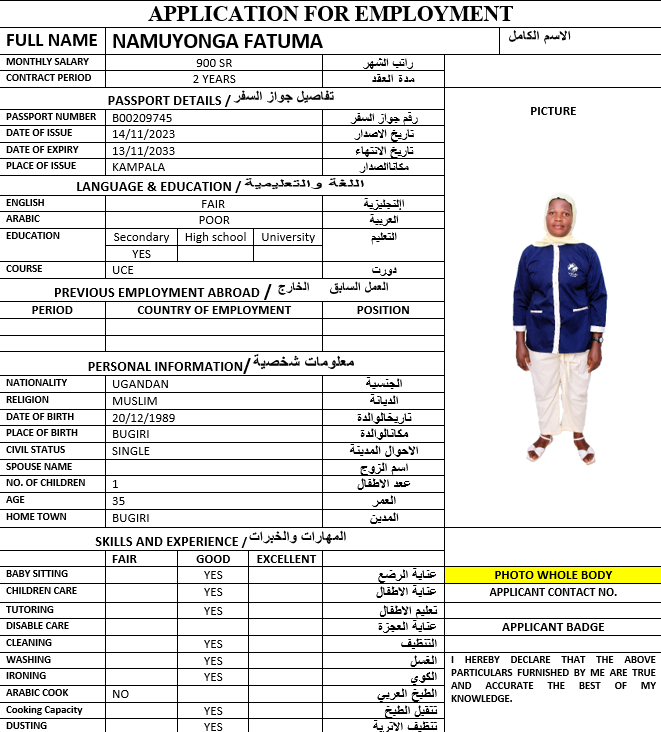 APPLICATION FOR EMPLOYMENT
FULL NAME NAMUYONGA FATUMA الاسم الكامل
MONTHLY SALARY 900 SR راتب الشهر
CONTRACT PERIOD 2 YEARS مدة العقد
PASSPORT DETAILS / تفاصيل جواز السفر
PICTURE
PASSPORT NUMBER B00209745 رقم جواز السفر
DATE OF ISSUE 14/11/2023 تاريخ الاصدار
DATE OF EXPIRY 13/11/2033 تاريخ الانتهاء
PLACE OF ISSUE KAMPALA مكاناالصدار
LANGUAGE & EDUCATION / اللغة والتعليمية
ENGLISH FAIR اإلنجليزية
ARABIC POOR العربية
EDUCATION Secondary High school University التعليم
YES
COURSE UCE دورت
PREVIOUS EMPLOYMENT ABROAD / العمل السابق الخارج
PERIOD COUNTRY OF EMPLOYMENT POSITION
PERSONAL INFORMATION/ معلومات شخصية
NATIONALITY UGANDAN الجنسية
RELIGION MUSLIM الديانة
DATE OF BIRTH 20/12/1989 تاريخالوالدة
PLACE OF BIRTH BUGIRI مكانالوالدة
CIVIL STATUS SINGLE الاحوال المدينة
SPOUSE NAME اسم الزوج
NO. OF CHILDREN 1 عدد الاطفال
AGE 35 العمر
HOME TOWN BUGIRI المدين
SKILLS AND EXPERIENCE / المهارات والخبرات
FAIR GOOD EXCELLENT
BABY SITTING YES عناية الرضع
PHOTO WHOLE BODY
CHILDREN CARE YES عناية الاطفال
APPLICANT CONTACT NO.
TUTORING YES تعليم الاطفال
DISABLE CARE عناية العجزة
APPLICANT BADGE
CLEANING YES التنظيف
WASHING YES الغسل
IRONING YES الكوي
ARABIC COOK NO الطبخ العربي
Cooking Capacity YES تتقبل الطبخ
DUSTING YES تنظيف الاتربة
I HEREBY DECLARE THAT THE ABOVE
PARTICULARS FURNISHED BY ME ARE TRUE
AND ACCURATE THE BEST OF MY
KNOWLEDGE.